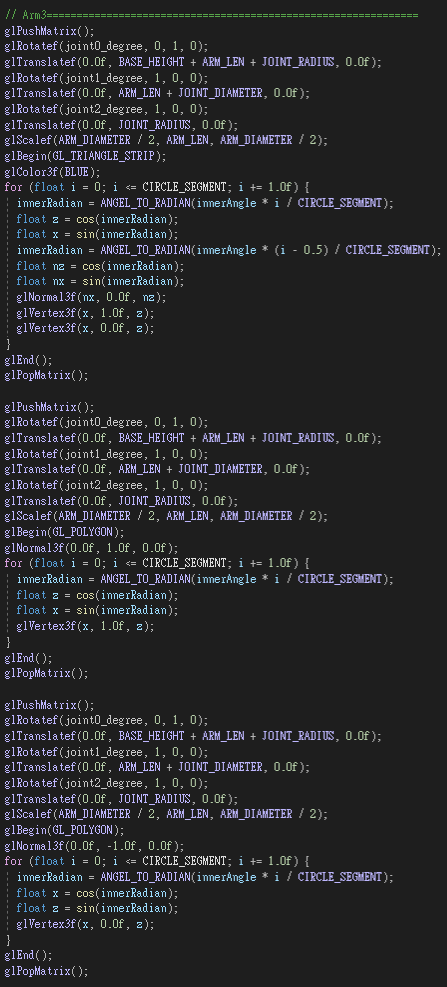 // Arm3==============================================================
glPushMatrix();
glRotatef(joint0_degree, 0, 1, 0);
glTranslatef(0.0f, BASE_HEIGHT + ARM_LEN + JOINT_RADIUS, 0.0f);
glRotatef(joint1_degree, 1, 0, 0);
glTranslatef(0.0f, ARM_LEN + JOINT_DIAMETER, 0.0f);
glRotatef(joint2_degree, 1, 0, 0);
glTranslatef(0.0f, JOINT_RADIUS, 0.0f);
glScalef(ARM_DIAMETER / 2, ARM_LEN, ARM_DIAMETER / 2);
glBegin(GL_TRIANGLE_STRIP);
glColor3f(BLUE);
for (float i = 0; i <= CIRCLE_SEGMENT; i += 1.0f) {
  innerRadian = ANGEL_TO_RADIAN(innerAngle * i / CIRCLE_SEGMENT);
  float z = cos(innerRadian);
  float x = sin(innerRadian);
  innerRadian = ANGEL_TO_RADIAN(innerAngle * (i - 0.5) / CIRCLE_SEGMENT);
  float nz = cos(innerRadian);
  float nx = sin(innerRadian);
  glNormal3f(nx, 0.0f, nz);
  glVertex3f(x, 1.0f, z);
  glVertex3f(x, 0.0f, z);
}
glEnd();
glPopMatrix();

glPushMatrix();
glRotatef(joint0_degree, 0, 1, 0);
glTranslatef(0.0f, BASE_HEIGHT + ARM_LEN + JOINT_RADIUS, 0.0f);
glRotatef(joint1_degree, 1, 0, 0);
glTranslatef(0.0f, ARM_LEN + JOINT_DIAMETER, 0.0f);
glRotatef(joint2_degree, 1, 0, 0);
glTranslatef(0.0f, JOINT_RADIUS, 0.0f);
glScalef(ARM_DIAMETER / 2, ARM_LEN, ARM_DIAMETER / 2);
glBegin(GL_POLYGON);
glNormal3f(0.0f, 1.0f, 0.0f);
for (float i = 0; i <= CIRCLE_SEGMENT; i += 1.0f) {
  innerRadian = ANGEL_TO_RADIAN(innerAngle * i / CIRCLE_SEGMENT);
  float z = cos(innerRadian);
  float x = sin(innerRadian);
  glVertex3f(x, 1.0f, z);
}
glEnd();
glPopMatrix();

glPushMatrix();
glRotatef(joint0_degree, 0, 1, 0);
glTranslatef(0.0f, BASE_HEIGHT + ARM_LEN + JOINT_RADIUS, 0.0f);
glRotatef(joint1_degree, 1, 0, 0);
glTranslatef(0.0f, ARM_LEN + JOINT_DIAMETER, 0.0f);
glRotatef(joint2_degree, 1, 0, 0);
glTranslatef(0.0f, JOINT_RADIUS, 0.0f);
glScalef(ARM_DIAMETER / 2, ARM_LEN, ARM_DIAMETER / 2);
glBegin(GL_POLYGON);
glNormal3f(0.0f, -1.0f, 0.0f);
for (float i = 0; i <= CIRCLE_SEGMENT; i += 1.0f) {
  innerRadian = ANGEL_TO_RADIAN(innerAngle * i / CIRCLE_SEGMENT);
  float x = cos(innerRadian);
  float z = sin(innerRadian);
  glVertex3f(x, 0.0f, z);
}
glEnd();
glPopMatrix();